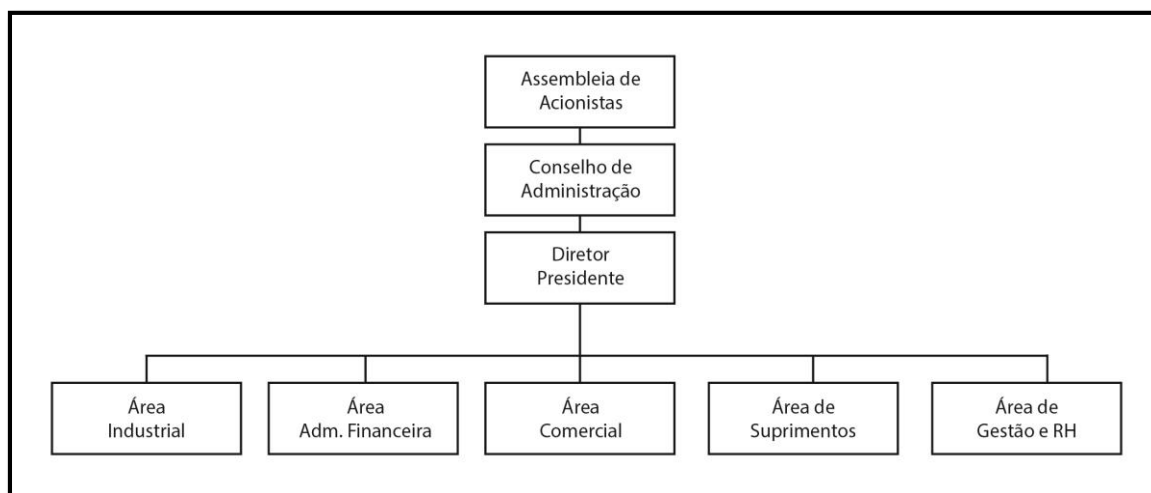 Assembleia de
Acionistas
Conselho de
Administração
Diretor
Presidente
Área
Industrial
Área
Adm. Financeira
Área
Comercial
Área de
Suprimentos
Área de
Gestão e RH